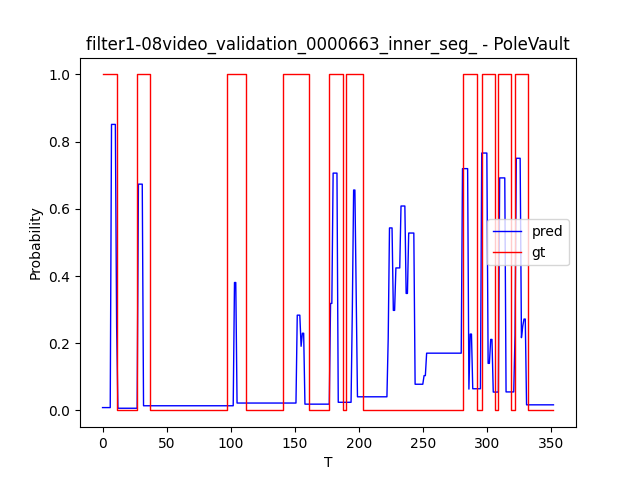 filter1-08video_validation_0000663_inner_seg_ - PoleVault
1.0
0.8
0.6
0.4
0.2
0.0
Probability
pred
gt
0 50 100 150 200 250 300 350
T